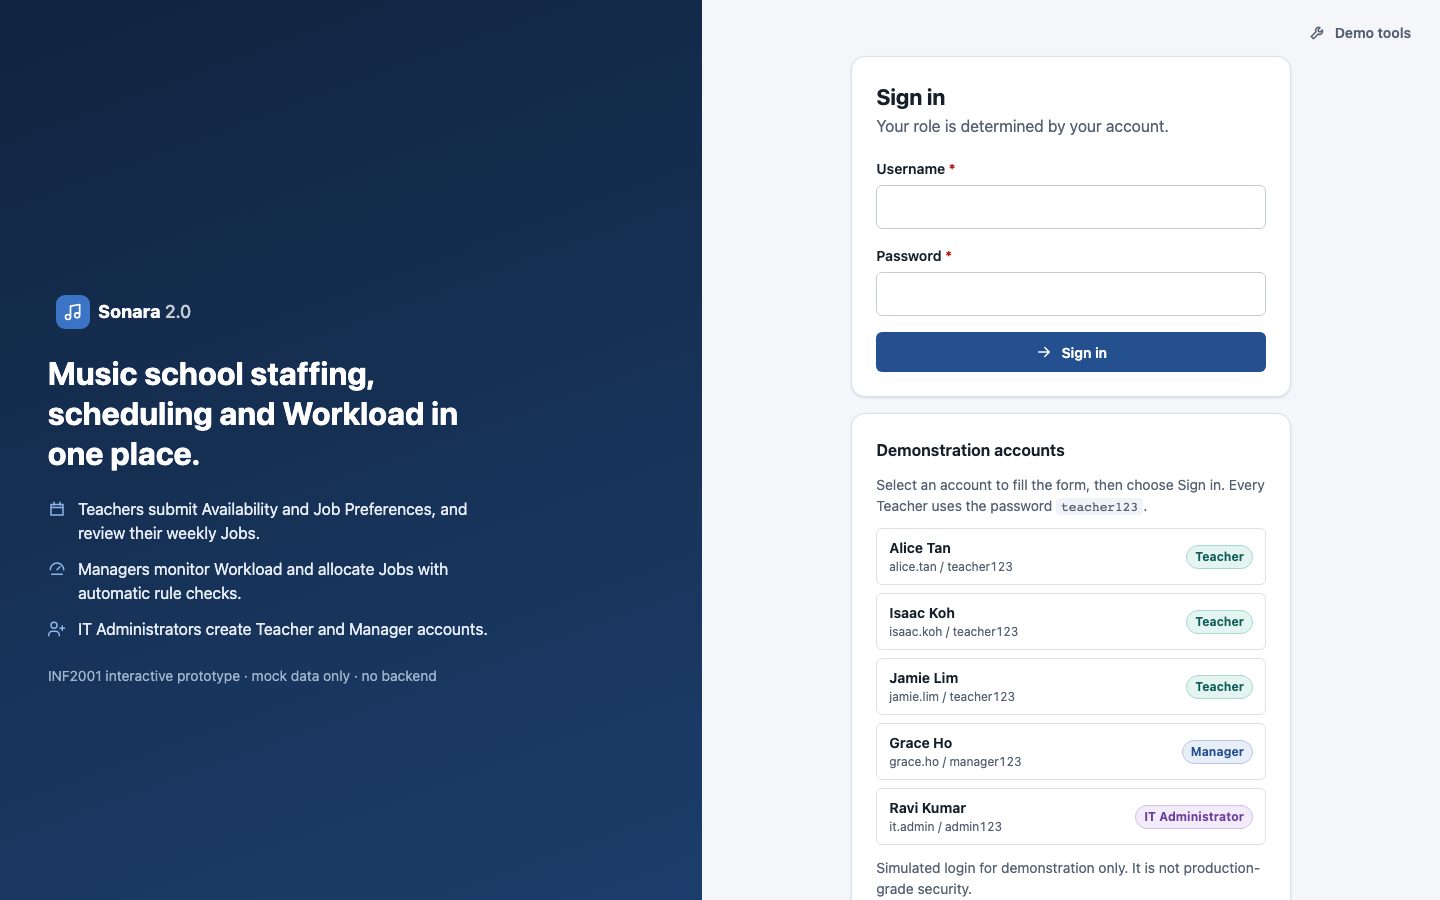 Demo tools
Sonara 2.0
Music school staffing,
scheduling and Workload in
one place.
Teachers submit Availability and Job Preferences, and
review their weekly Jobs.
Managers monitor Workload and allocate Jobs with
automatic rule checks.
IT Administrators create Teacher and Manager accounts.
INF2001 interactive prototype · mock data only · no backend
Sign in
Your role is determined by your account.
Username *
Password *
Sign in
Demonstration accounts
Select an account to fill the form, then choose Sign in. Every
Teacher uses the password teacher123.
Alice Tan
alice.tan / teacher123
Teacher
Isaac Koh
isaac.koh / teacher123
Teacher
Jamie Lim
jamie.lim / teacher123
Teacher
Grace Ho
grace.ho / manager123
Manager
Ravi Kumar
it.admin / admin123
IT Administrator
Simulated login for demonstration only. It is not production-
grade security.